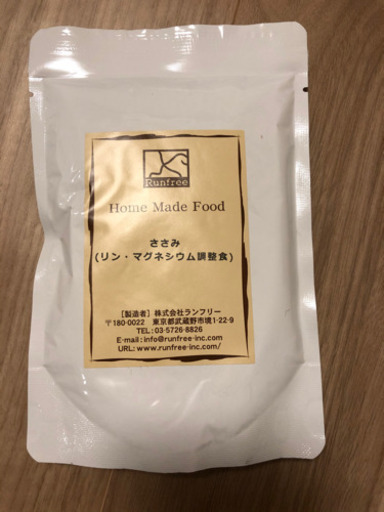 Runfree
Home Made Food
ささみ
(リン・マグネシウム調整食)
[製造者] 株式会社ランフリー
〒180-0022 東京都武蔵野市境1-22-9
TEL:03-5726-8826
E-mail:info@runfree-inc.com
URL:www.runfree-inc.com/